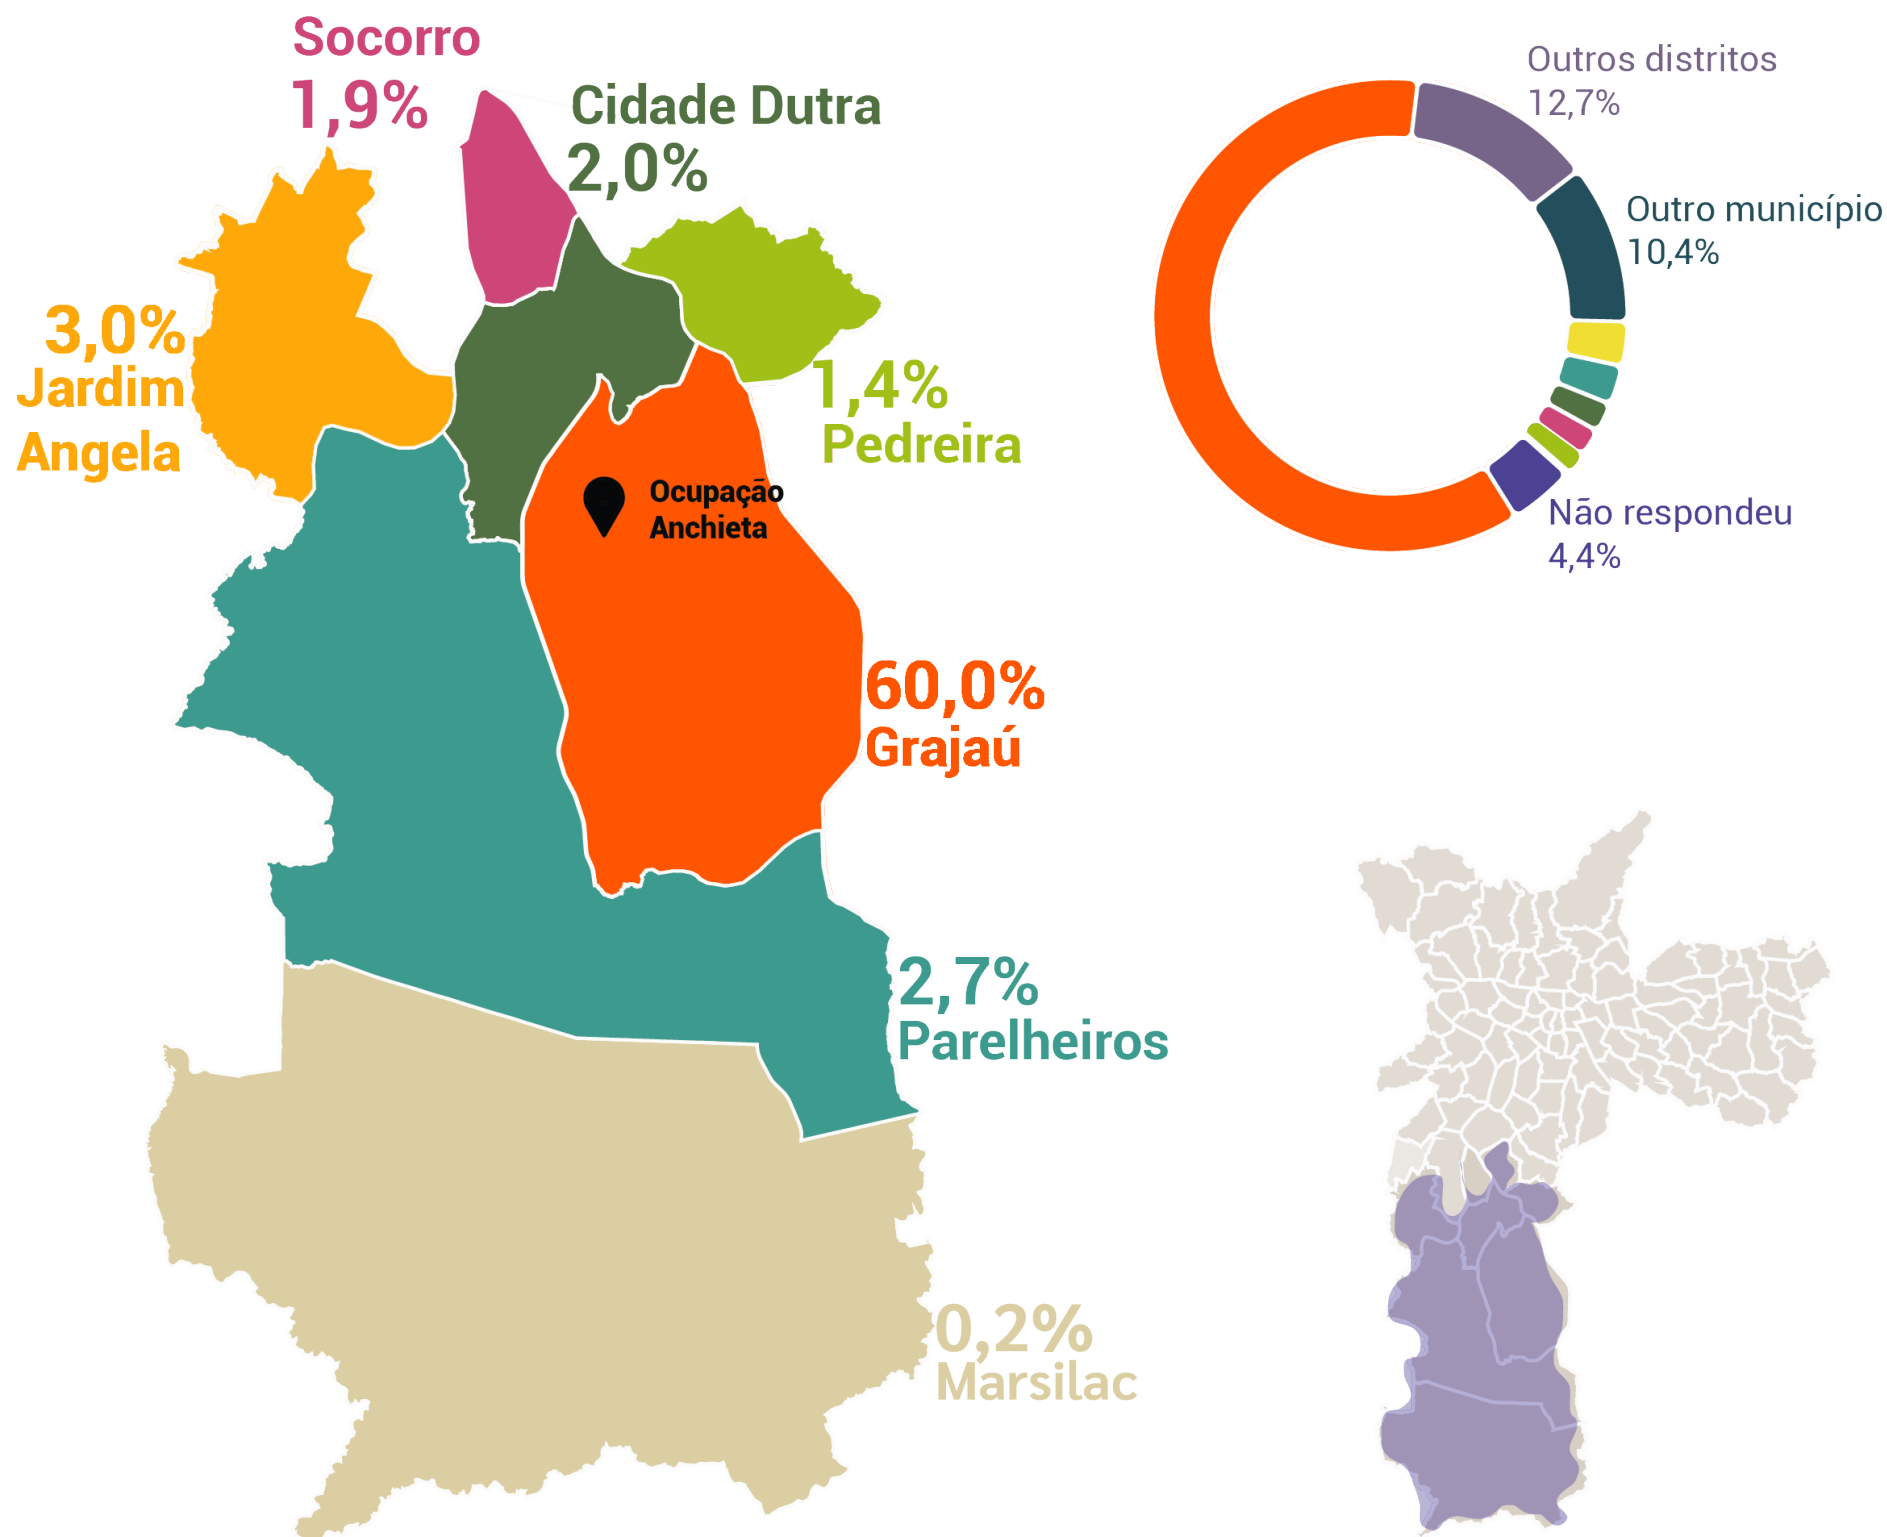 Socorro
1,9%
Cidade Dutra
2,0%
3,0%
Jardim
Angela
1,4%
Pedreira
Ocupação
Anchieta
60,0%
Grajaú
2,7%
Parelheiros
0,2%
Marsilac
Outros distritos
12,7%
Outro município
10,4%
Não respondeu
4,4%